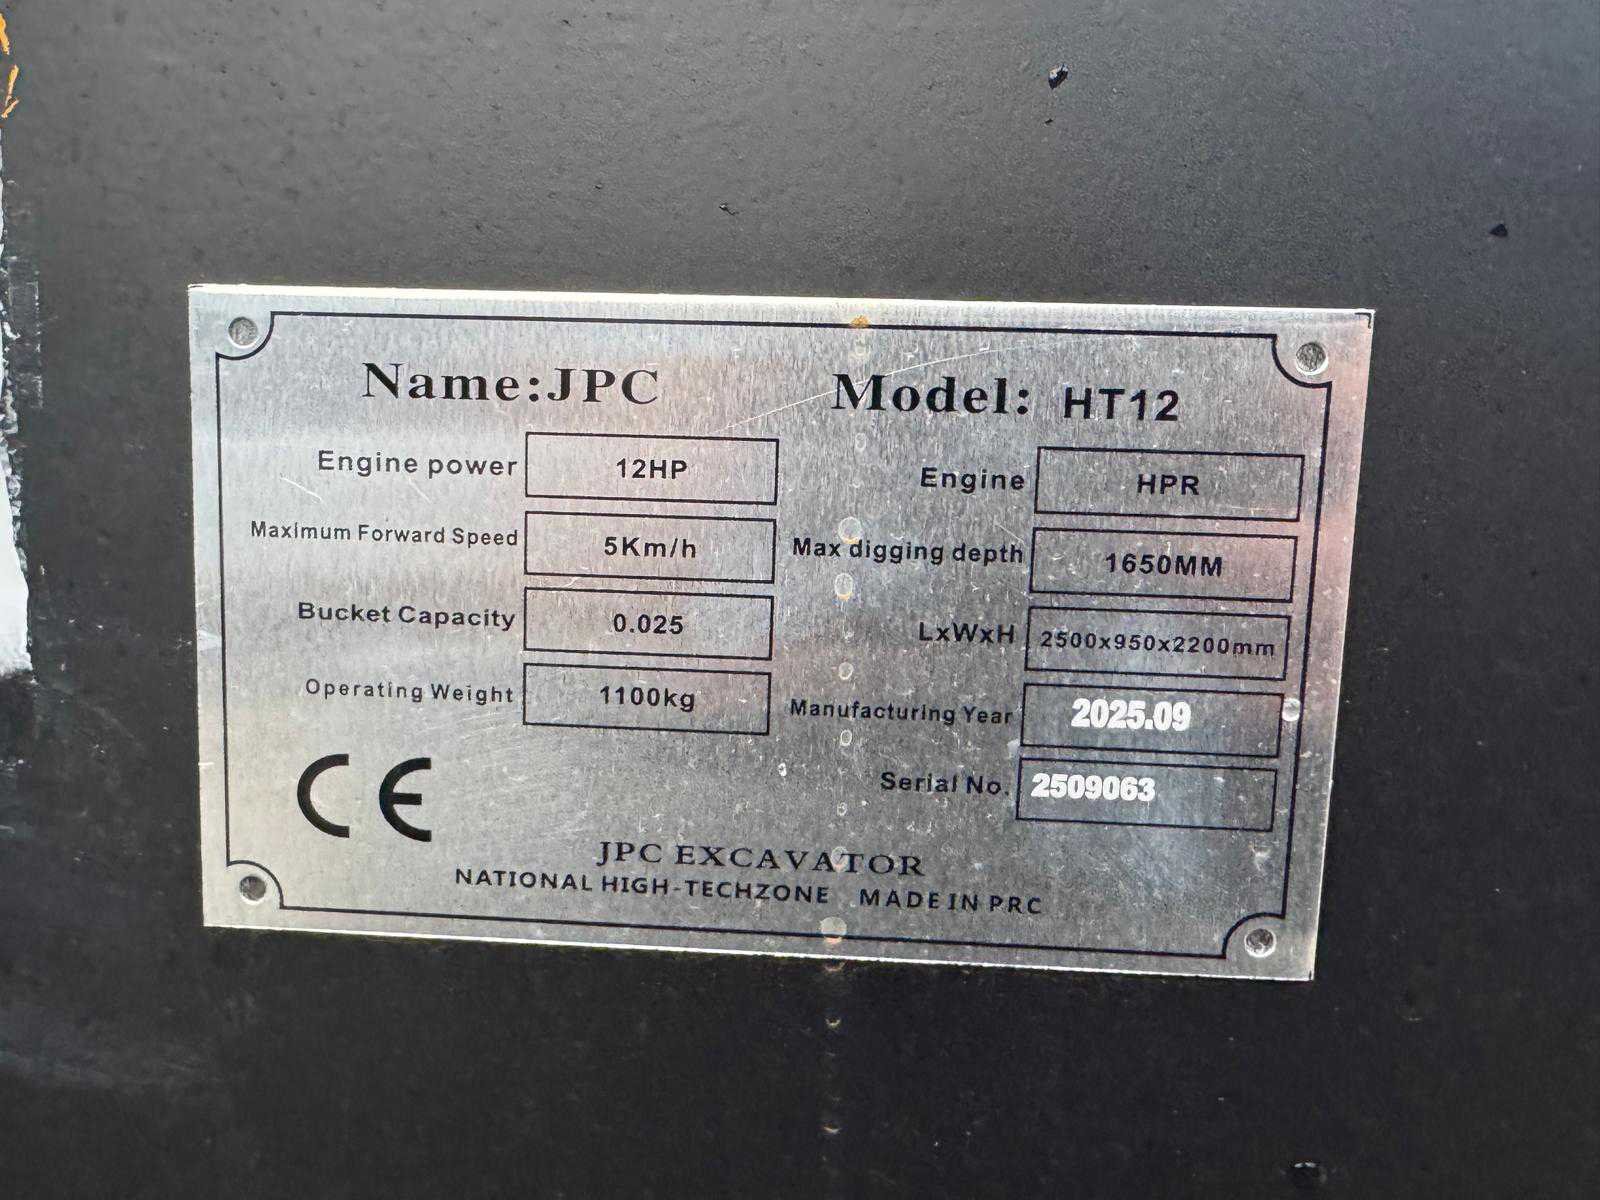 Name:JPC Model: HT12
Engine power 12HP
Engine HPR
Maximum Forward Speed 5Km/h
Max digging depth 1650MM
Bucket Capacity 0.025
LxWxH 2500x950x2200mm
Operating Weight 1100kg
Manufacturing Year 2025.09
Serial No. 2509063
CE
JPC EXCAVATOR
NATIONAL HIGH-TECHZONE MADE IN PRC